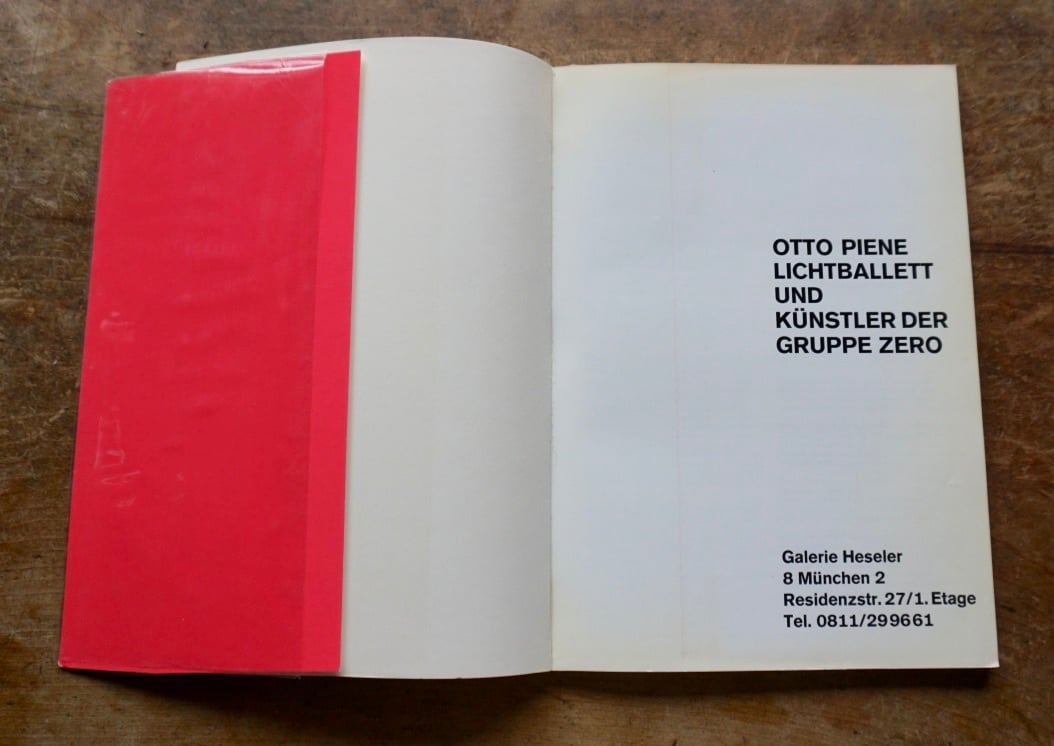 OTTO PIENE
LICHTBALLETT
UND
KÜNSTLER DER
GRUPPE ZERO
Galerie Heseler
8 München 2
Residenzstr. 27/1. Etage
Tel. 0811/299661